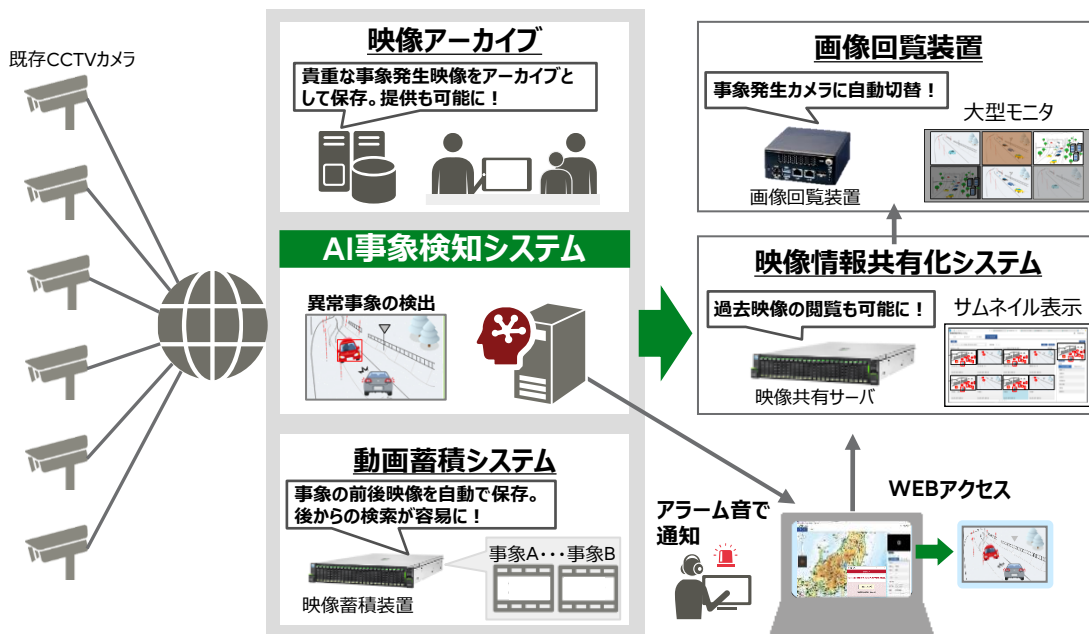 既存CCTVカメラ
映像アーカイブ
貴重な事象発生映像をアーカイブと
して保存。提供も可能に！
AI事象検知システム
異常事象の検出
動画蓄積システム
事象の前後映像を自動で保存。
後からの検索が容易に！
事象A・・・事象B
映像蓄積装置
画像回覧装置
事象発生カメラに自動切替！
大型モニタ
画像回覧装置
映像情報共有化システム
過去映像の閲覧も可能に！
サムネイル表示
映像共有サーバ
アラーム音で
通知
WEBアクセス